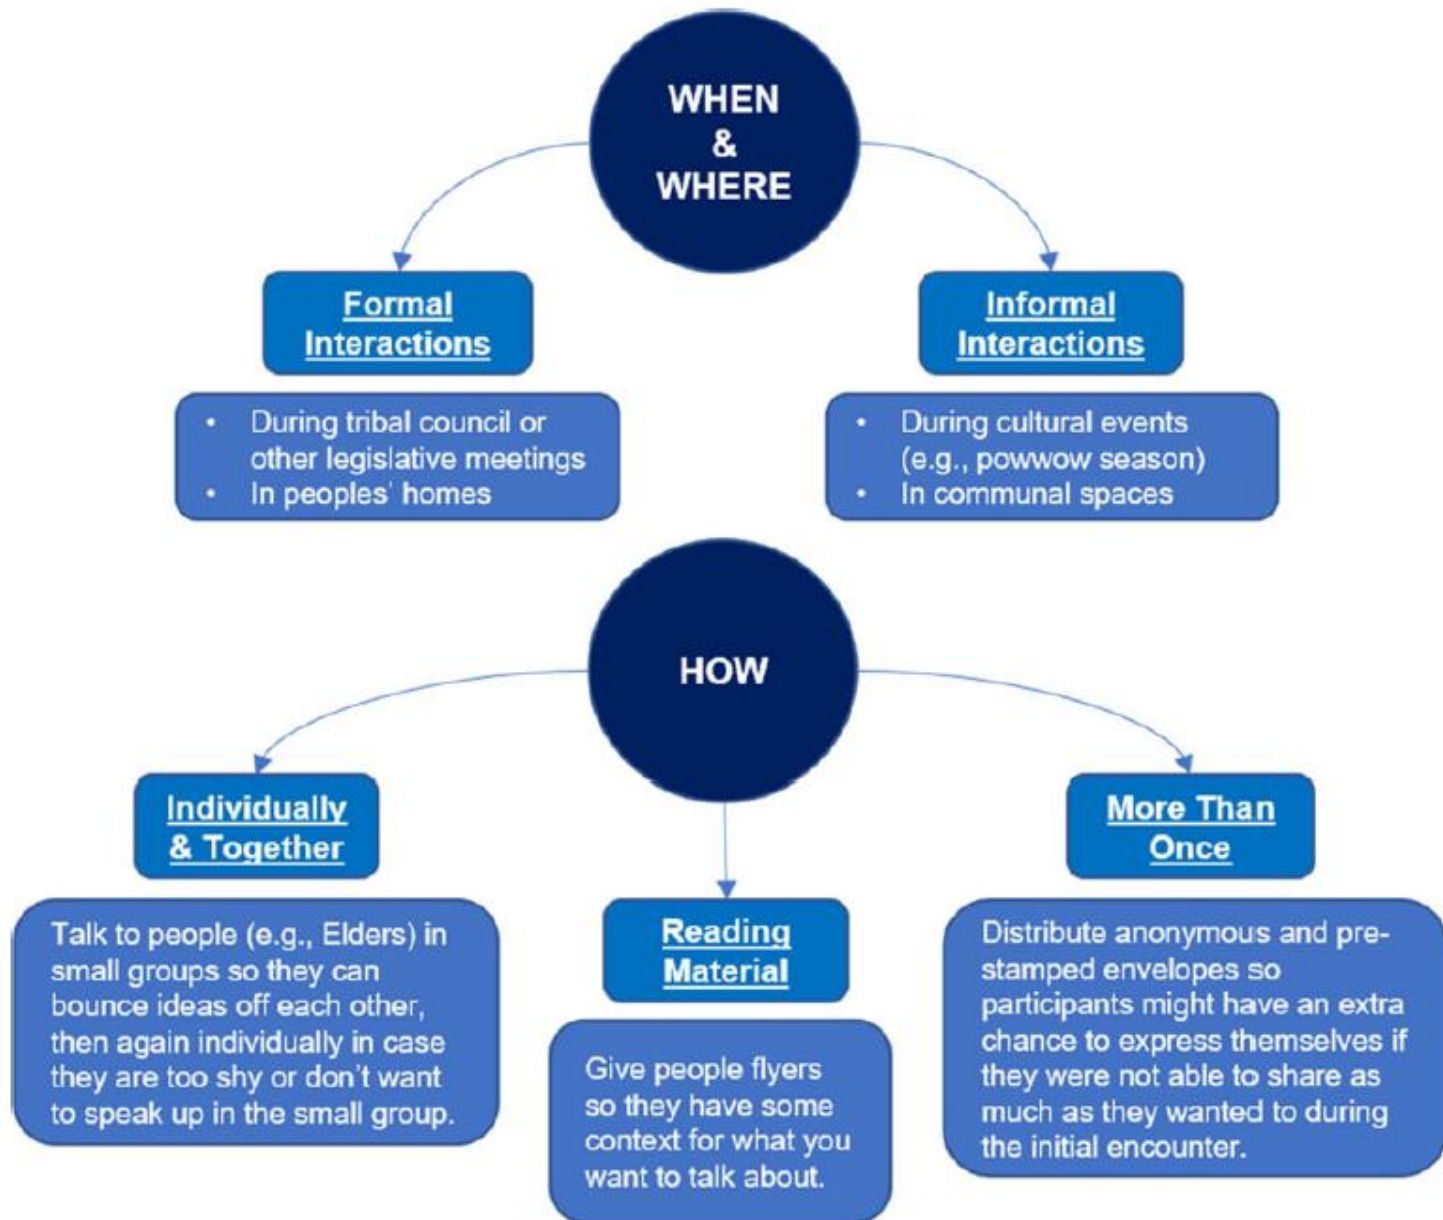 WHEN
&
WHERE
Formal
Interactions
• During tribal council or
other legislative meetings
• In peoples' homes
Informal
Interactions
• During cultural events
(e.g., powwow season)
• In communal spaces
HOW
Individually
& Together
Talk to people (e.g., Elders) in
small groups so they can
bounce ideas off each other,
then again individually in case
they are too shy or don't want
to speak up in the small group.
Reading
Material
Give people flyers
so they have some
context for what you
want to talk about.
More Than
Once
Distribute anonymous and pre-
stamped envelopes so
participants might have an extra
chance to express themselves if
they were not able to share as
much as they wanted to during
the initial encounter.